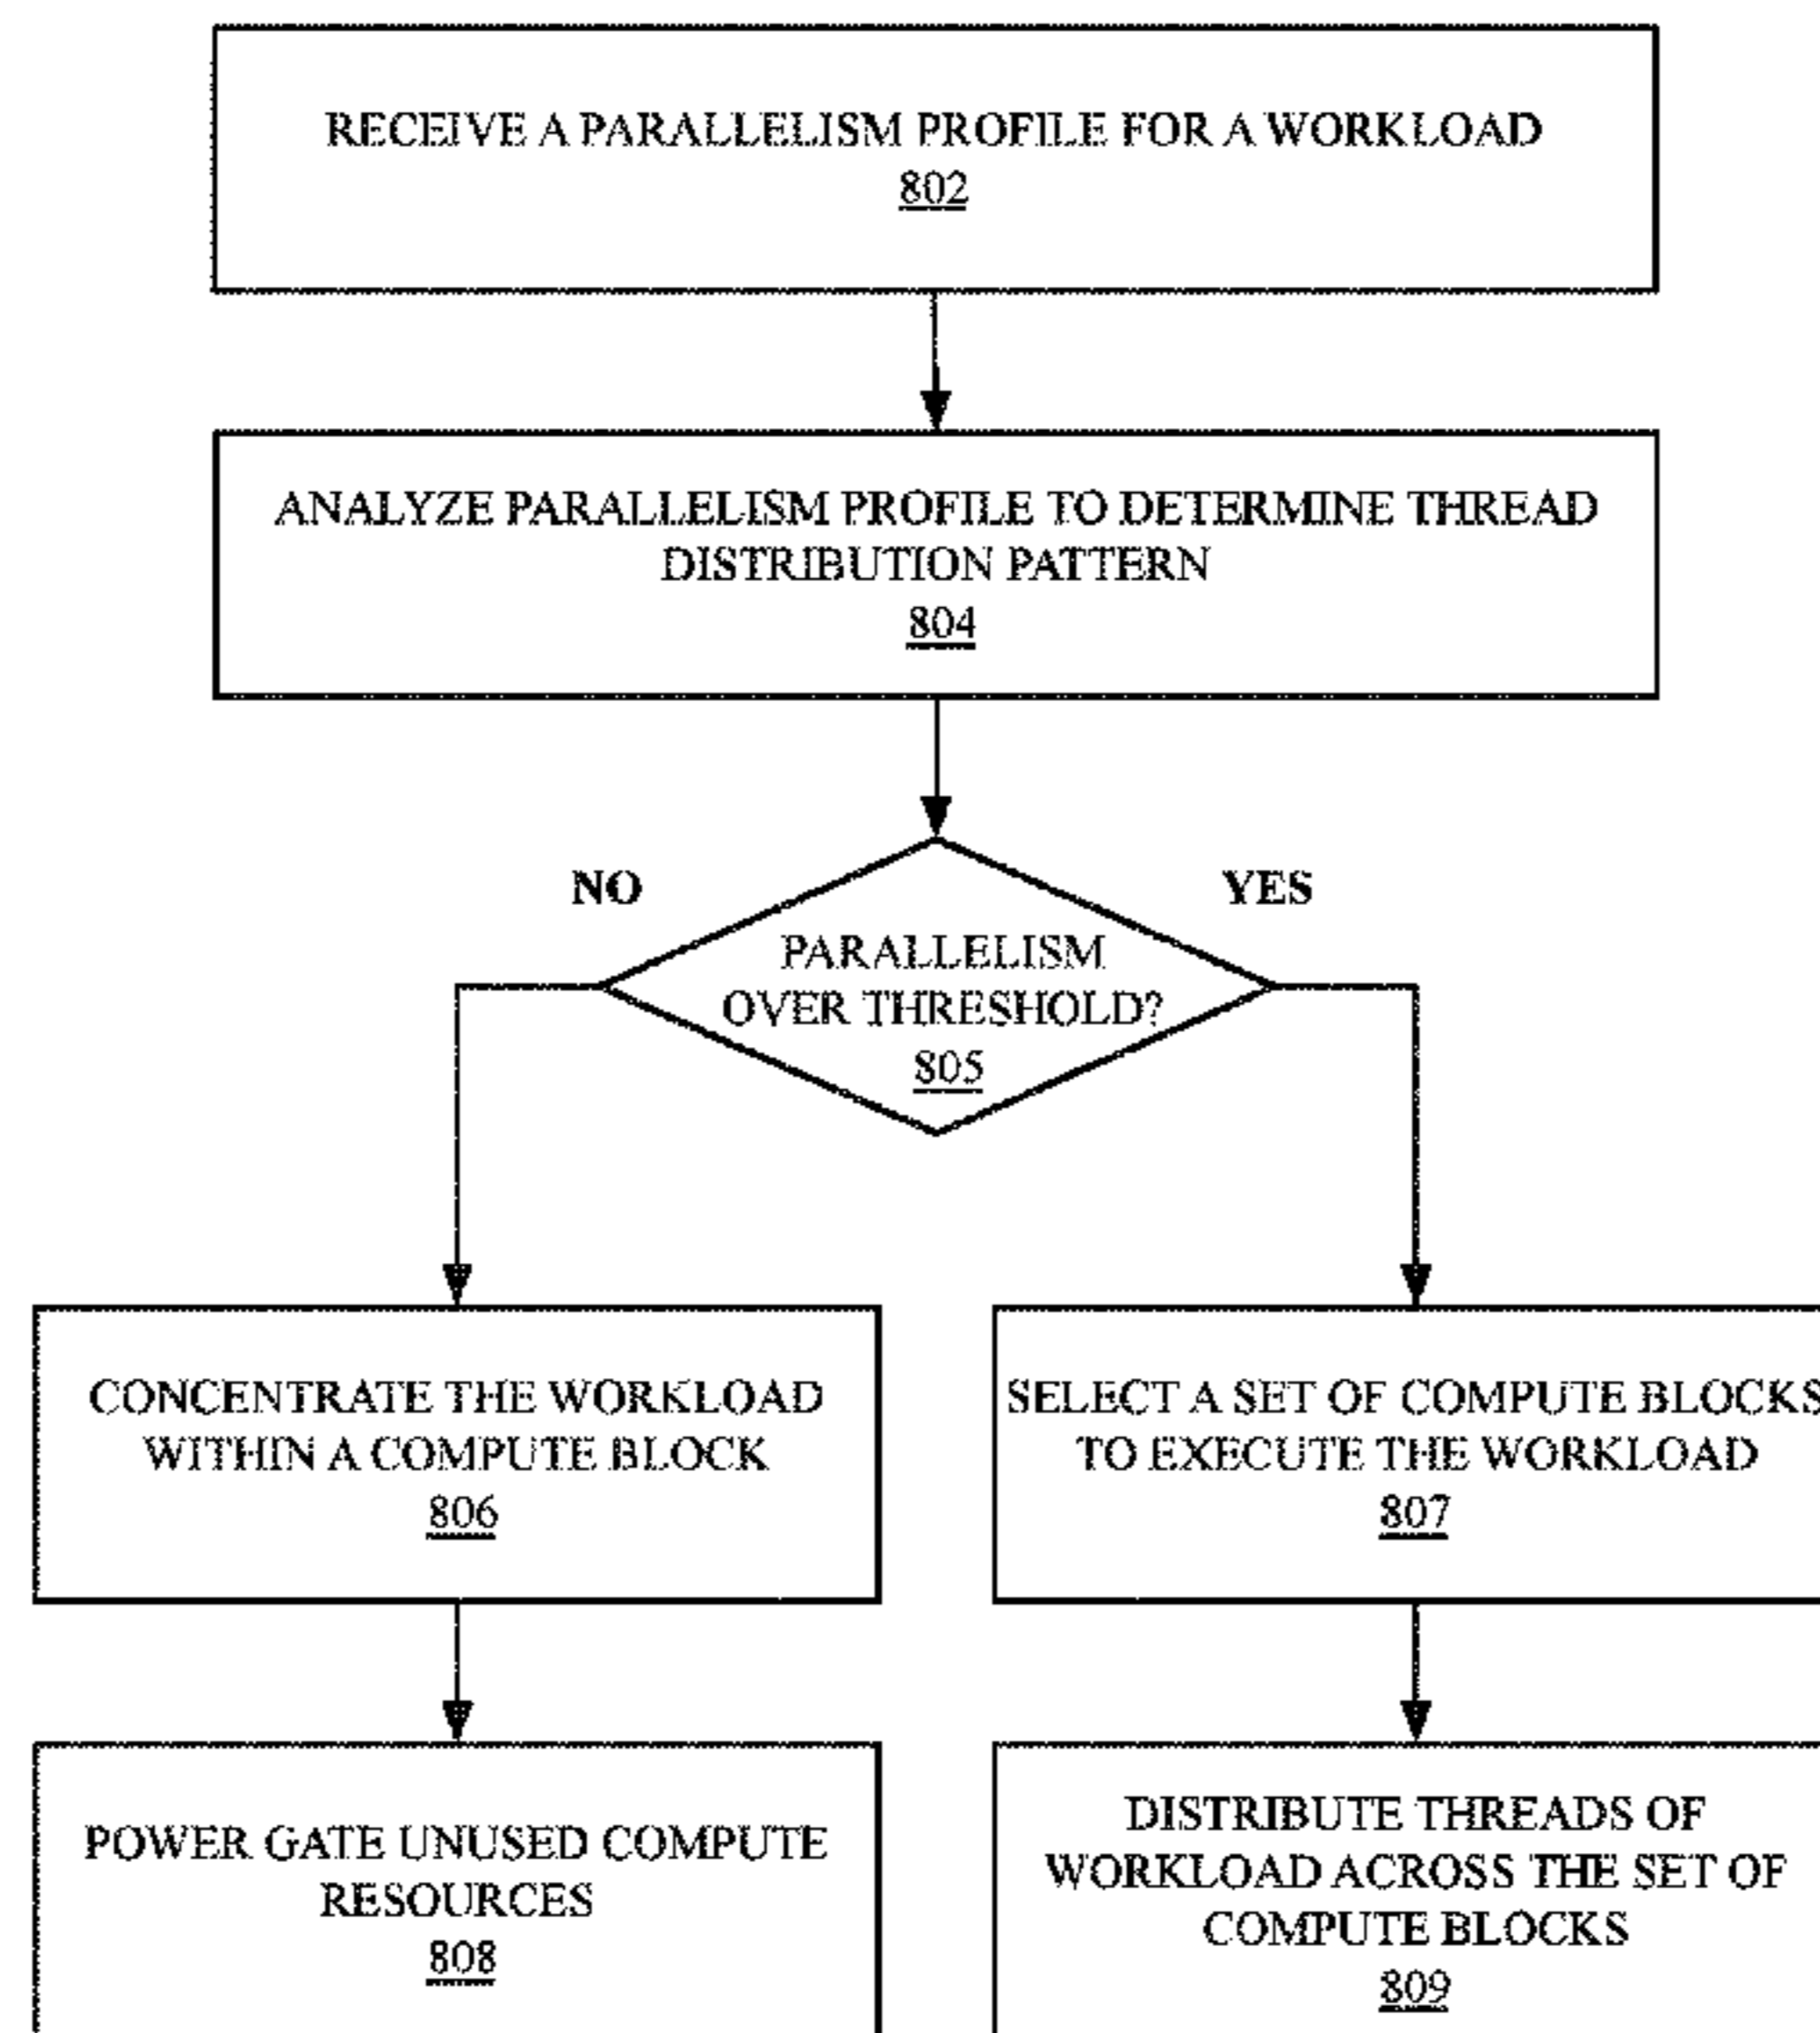 RECEIVE A PARALLELISM PROFILE FOR A WORKLOAD
802
ANALYZE PARALLELISM PROFILE TO DETERMINE THREAD
DISTRIBUTION PATTERN
804
NO
YES
PARALLELISM
OVER THRESHOLD?
805
CONCENTRATE THE WORKLOAD
WITHIN A COMPUTE BLOCK
806
SELECT A SET OF COMPUTE BLOCKS
TO EXECUTE THE WORKLOAD
807
POWER GATE UNUSED COMPUTE
RESOURCES
808
DISTRIBUTE THREADS OF
WORKLOAD ACROSS THE SET OF
COMPUTE BLOCKS
809